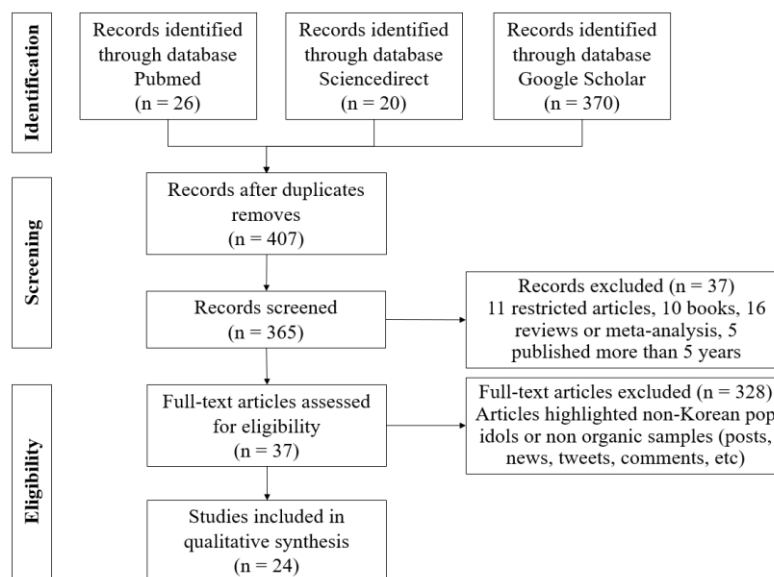 Identification
Records identified
through database
Pubmed
(n = 26)
Records identified
through database
Sciencedirect
(n = 20)
Records identified
through database
Google Scholar
(n = 370)
Screening
Records after duplicates
removes
(n = 407)
Records screened
(n = 365)
Records excluded (n = 37)
11 restricted articles, 10 books, 16
reviews or meta-analysis, 5
published more than 5 years
Eligibility
Full-text articles assessed
for eligibility
(n = 37)
Full-text articles excluded (n = 328)
Articles highlighted non-Korean pop
idols or non organic samples (posts,
news, tweets, comments, etc)
Studies included in
qualitative synthesis
(n = 24)